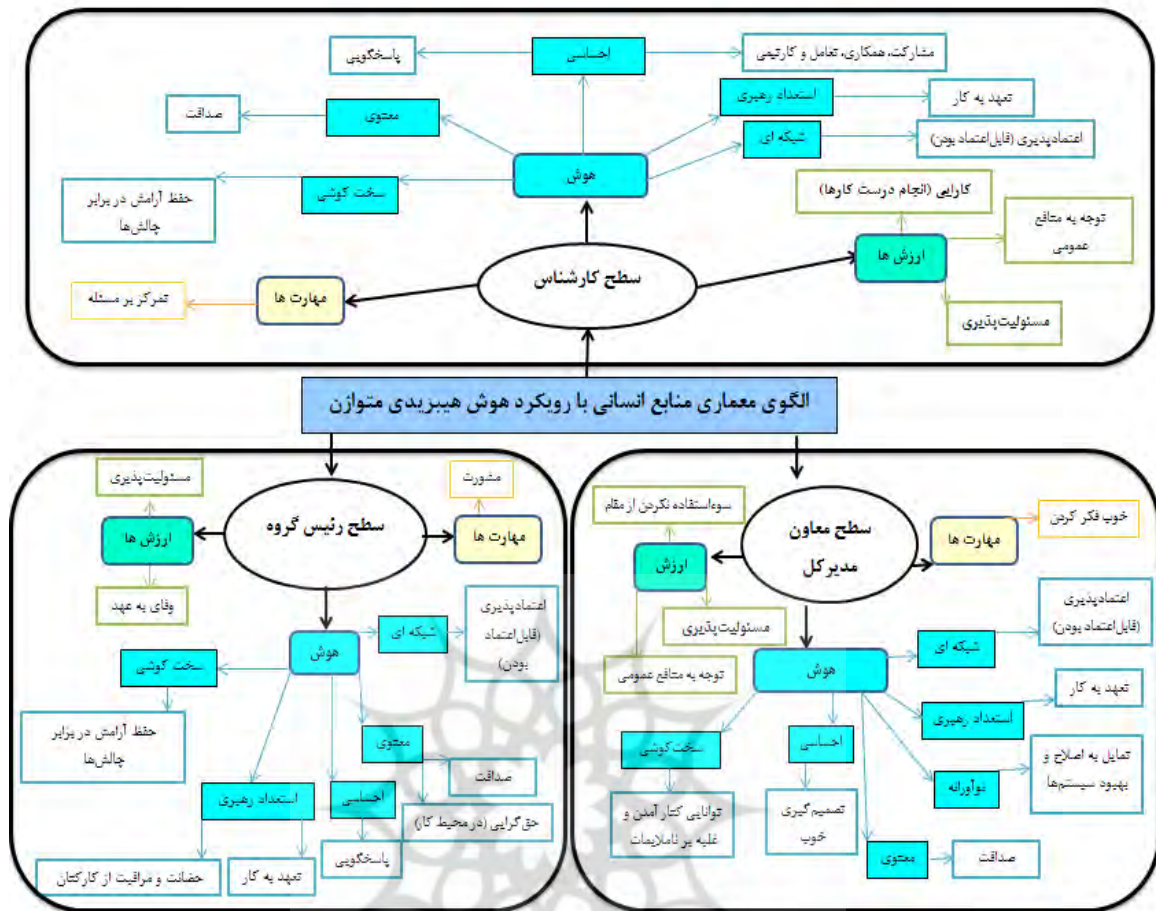 احساسی
پاسخگویی
مشارکت، همکاری، تعامل و کارتیمی
استعداد رهبری
تعهد به کار
معنوی
صداقت
شبکه ای
اعتمادپذیری (قابل‌اعتماد بودن)
هوش
سخت کوشی
حفظ آرامش در برابر
چالش‌ها
کارایی (انجام درست کارها)
توجه به منافع
عمومی
ارزش ها
مسئولیت‌پذیری
سطح کارشناس
مهارت ها
تمرکز بر مسئله
الگوی معماری منابع انسانی با رویکرد هوش هیبریدی متوازن
سطح معاون
مدیرکل
مهارت ها
خوب فکر کردن
سوءاستفاده نکردن از مقام
ارزش
مسئولیت‌پذیری
توجه به منافع عمومی
هوش
شبکه ای
اعتمادپذیری
(قابل‌اعتماد بودن)
استعداد رهبری
تعهد به کار
نوآورانه
تمایل به اصلاح و
بهبود سیستم‌ها
معنوی
صداقت
احساسی
تصمیم‌گیری
خوب
سخت‌کوشی
توانایی کنار آمدن و
غلبه بر ناملایمات
سطح رئیس گروه
مهارت ها
مشورت
ارزش ها
مسئولیت‌پذیری
وفای به عهد
هوش
شبکه ای
اعتمادپذیری
(قابل‌اعتماد
بودن)
معنوی
صداقت
حق‌گرایی (در محیط کار)
احساسی
پاسخگویی
استعداد رهبری
تعهد به کار
حضانت و مراقبت از کارکنان
سخت کوشی
حفظ آرامش در برابر
چالش‌ها